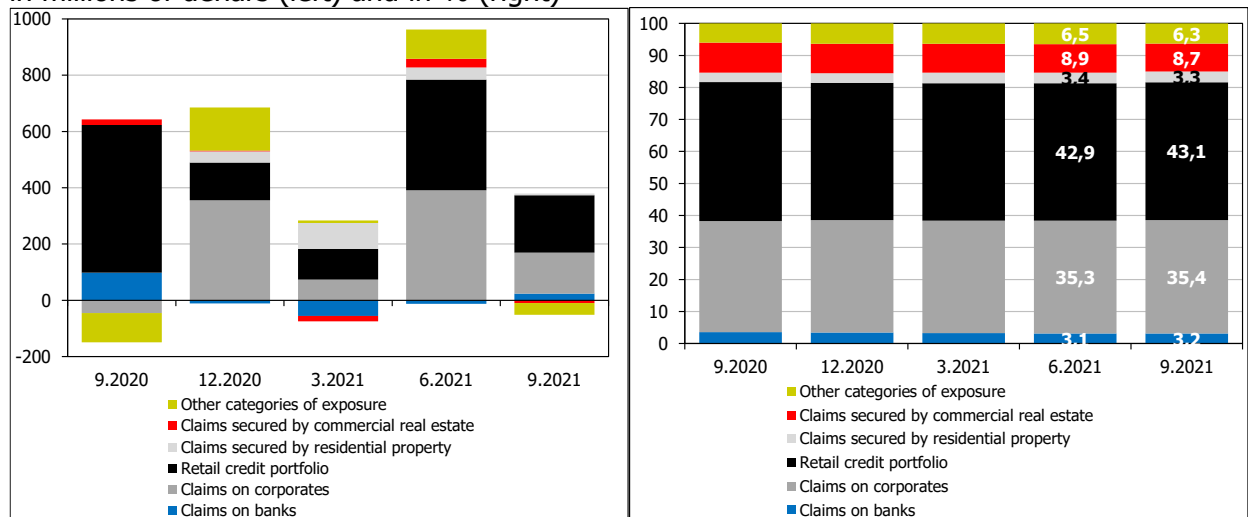 in millions of denars (left) and in % (right)
1000
800
600
400
200
0
-200
9.2020 12.2020 3.2021 6.2021 9.2021
Other categories of exposure
Claims secured by commercial real estate
Claims secured by residential property
Retail credit portfolio
Claims on corporates
Claims on banks
100
90
80
70
60
50
40
30
20
10
0
6,5 6,3
8,9 8,7
3,4 3,3
42,9 43,1
35,3 35,4
3,1 3,2
9.2020 12.2020 3.2021 6.2021 9.2021
Other categories of exposure
Claims secured by commercial real estate
Claims secured by residential property
Retail credit portfolio
Claims on corporates
Claims on banks